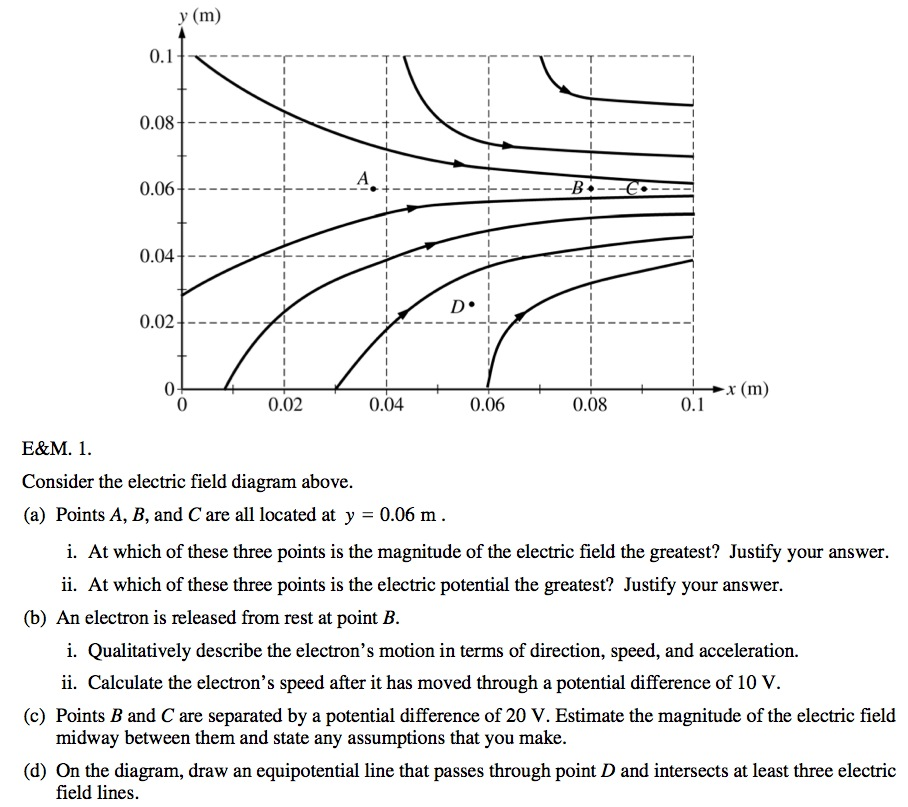 y (m)
0.1
0.08
0.06
0.04
0.02
0
A
B
C
D
0 0.02 0.04 0.06 0.08 0.1
x (m)
E&M. 1.
Consider the electric field diagram above.
(a) Points A, B, and C are all located at y = 0.06 m .
i. At which of these three points is the magnitude of the electric field the greatest? Justify your answer.
ii. At which of these three points is the electric potential the greatest? Justify your answer.
(b) An electron is released from rest at point B.
i. Qualitatively describe the electron's motion in terms of direction, speed, and acceleration.
ii. Calculate the electron's speed after it has moved through a potential difference of 10 V.
(c) Points B and C are separated by a potential difference of 20 V. Estimate the magnitude of the electric field
midway between them and state any assumptions that you make.
(d) On the diagram, draw an equipotential line that passes through point D and intersects at least three electric
field lines.